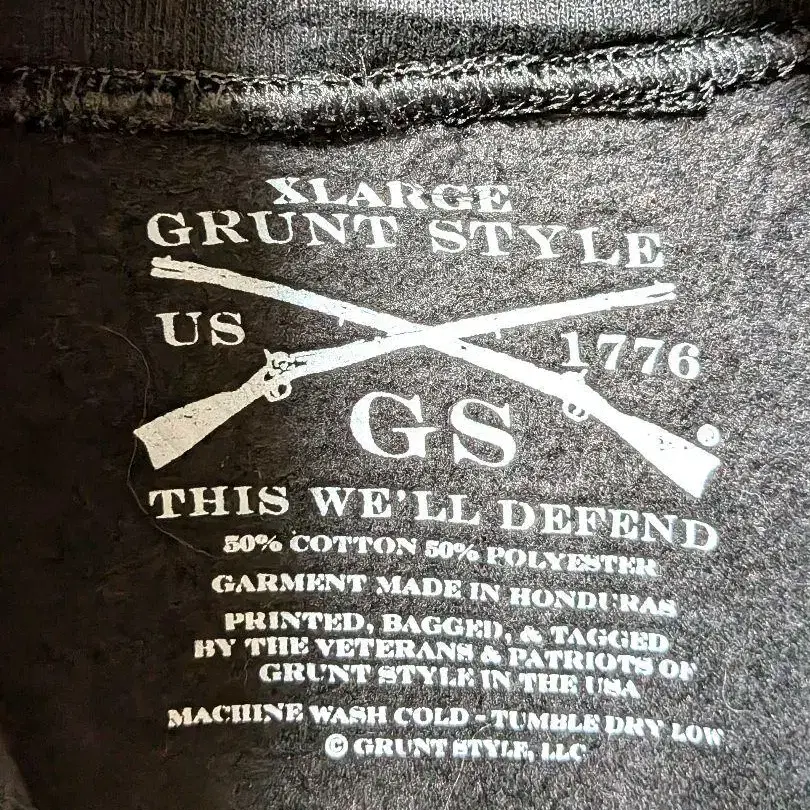 XLARGE
GRUNT STYLE
US 1776
GS ®
THIS WE'LL DEFEND
50% COTTON 50% POLYESTER
GARMENT MADE IN HONDURAS
PRINTED, BAGGED, & TAGGED
BY THE VETERANS & PATRIOTS OF
GRUNT STYLE IN THE USA
MACHINE WASH COLD - TUMBLE DRY LOW
© GRUNT STYLE, LLC